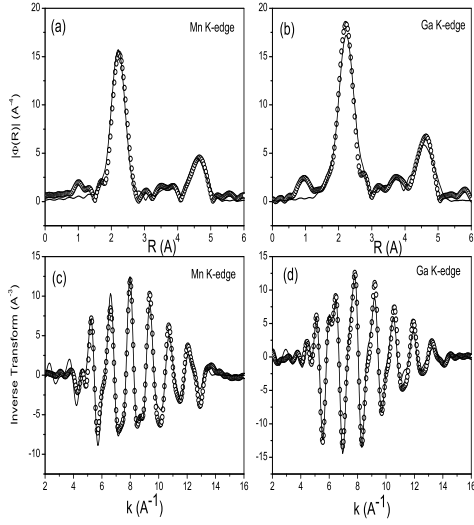 (a)
Mn K-edge
(b)
Ga K-edge
|Φ(R)| (A⁻⁴)
20
15
10
5
0
20
15
10
5
0
0 1 2 3 4 5 6
0 1 2 3 4 5 6
R (A)
R (A)
(c)
Mn K-edge
(d)
Ga K-edge
Inverse Transform (A⁻³)
15
10
5
0
-5
-10
15
10
5
0
-5
-10
-15
2 4 6 8 10 12 14 16
2 4 6 8 10 12 14 16
k (A⁻¹)
k (A⁻¹)